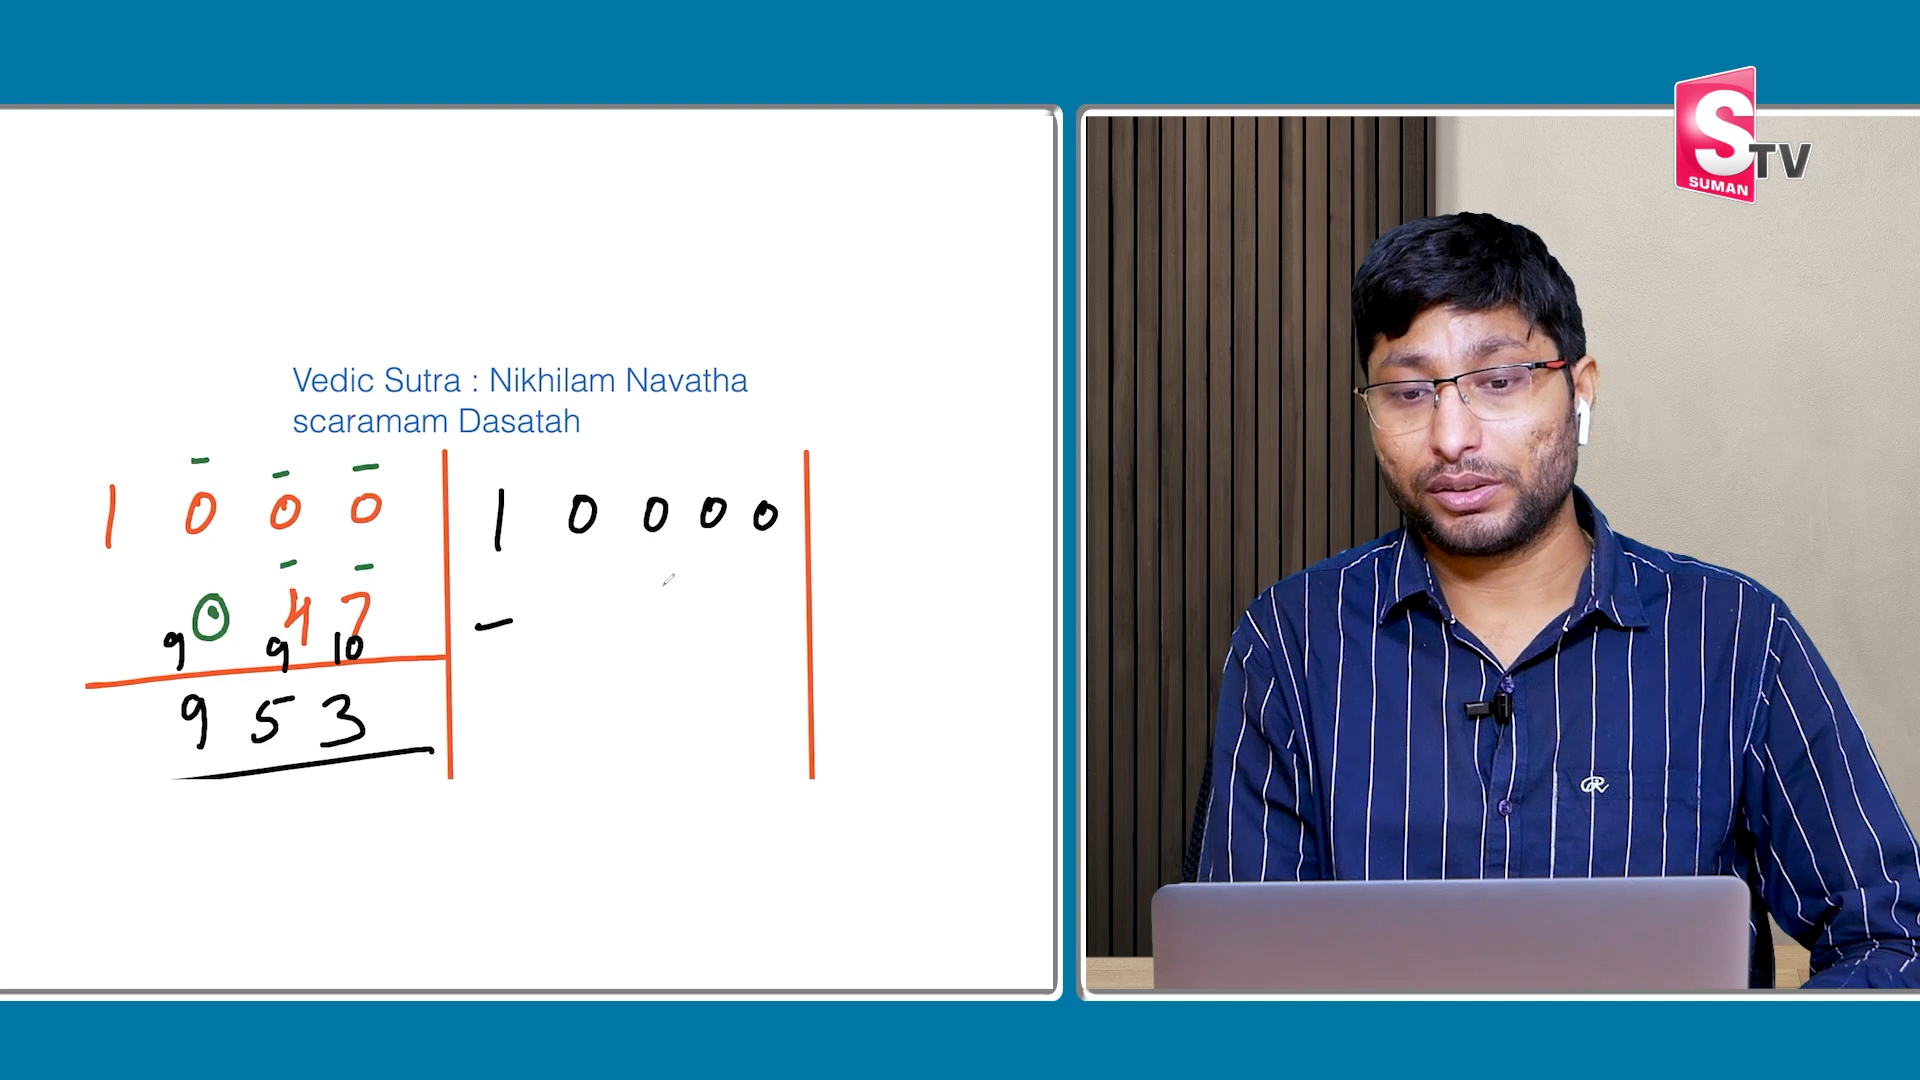 S TV
SUMAN
Vedic Sutra : Nikhilam Navatha
scaramam Dasatah
1 0 0 0
0 4 7
9 9 10
9 5 3
1 0 0 0 0
-
R